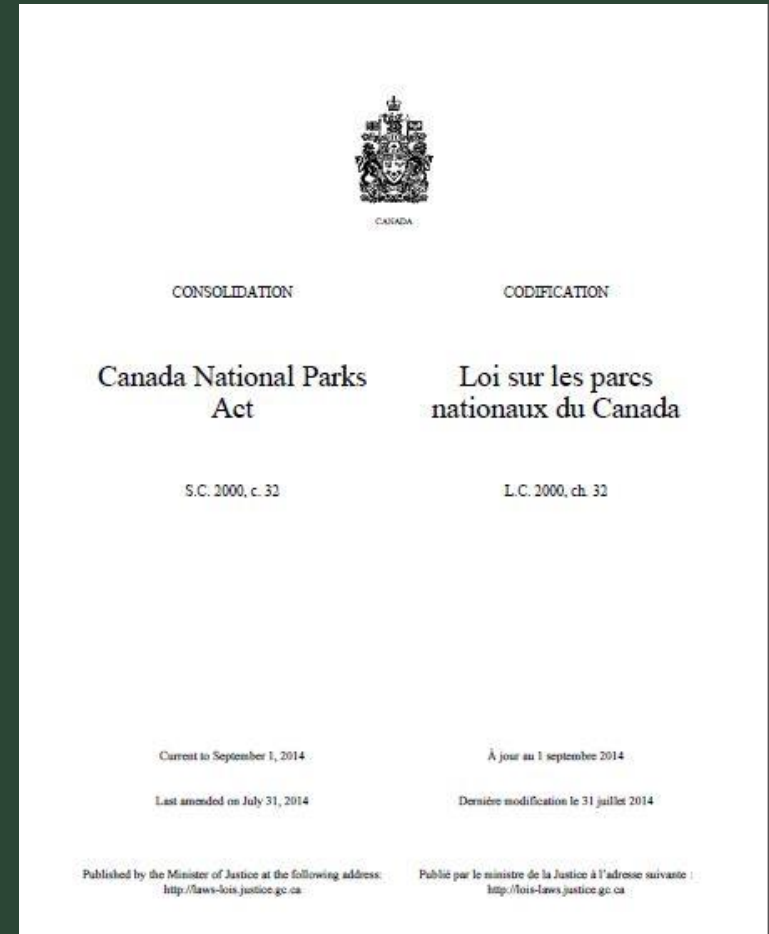 CANADA
CONSOLIDATION
Canada National Parks
Act
S.C. 2000, c. 32
Current to September 1, 2014
Last amended on July 31, 2014
Published by the Minister of Justice at the following address:
http://laws-lois.justice.gc.ca
CODIFICATION
Loi sur les parcs
nationaux du Canada
L.C. 2000, ch. 32
À jour au 1 septembre 2014
Dernière modification le 31 juillet 2014
Publié par le ministre de la Justice à l'adresse suivante :
http://lois-laws.justice.gc.ca